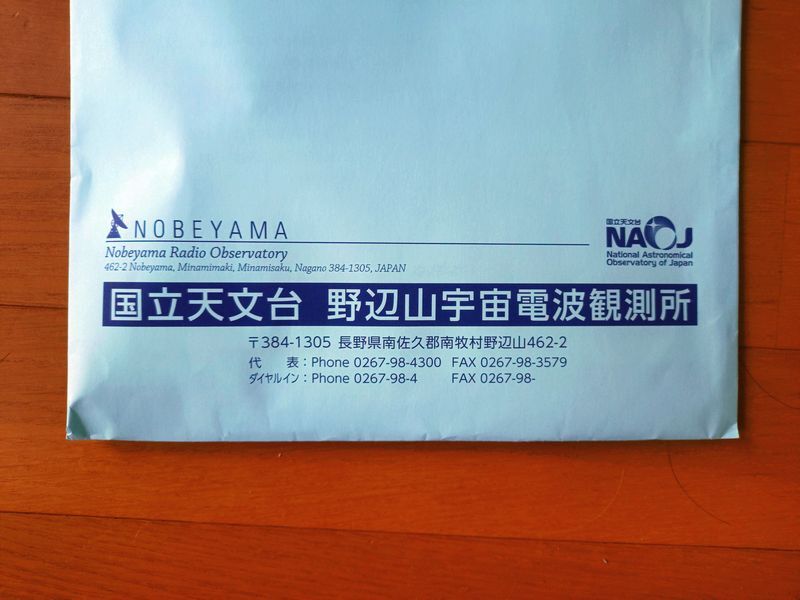 NOBEYAMA
Nobeyama Radio Observatory
462-2 Nobeyama, Minamimaki, Minamisaku, Nagano 384-1305, JAPAN
国立天文台
NAOJ
National Astronomical
Observatory of Japan
国立天文台 野辺山宇宙電波観測所
〒384-1305 長野県南佐久郡南牧村野辺山462-2
代 表：Phone 0267-98-4300 FAX 0267-98-3579
ダイヤルイン：Phone 0267-98-4 FAX 0267-98-